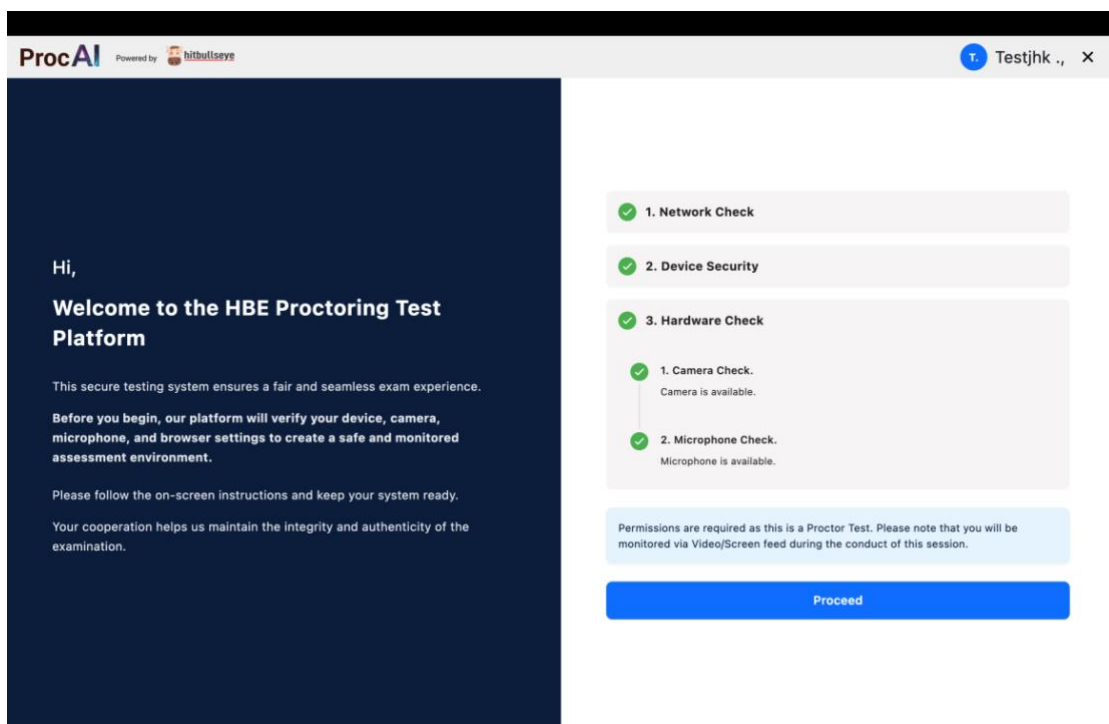 ProcAI Powered by hitbullseye
T. Testjhk ., ×
Hi,
Welcome to the HBE Proctoring Test
Platform
This secure testing system ensures a fair and seamless exam experience.
Before you begin, our platform will verify your device, camera,
microphone, and browser settings to create a safe and monitored
assessment environment.
Please follow the on-screen instructions and keep your system ready.
Your cooperation helps us maintain the integrity and authenticity of the
examination.
1. Network Check
2. Device Security
3. Hardware Check
1. Camera Check.
Camera is available.
2. Microphone Check.
Microphone is available.
Permissions are required as this is a Proctor Test. Please note that you will be
monitored via Video/Screen feed during the conduct of this session.
Proceed